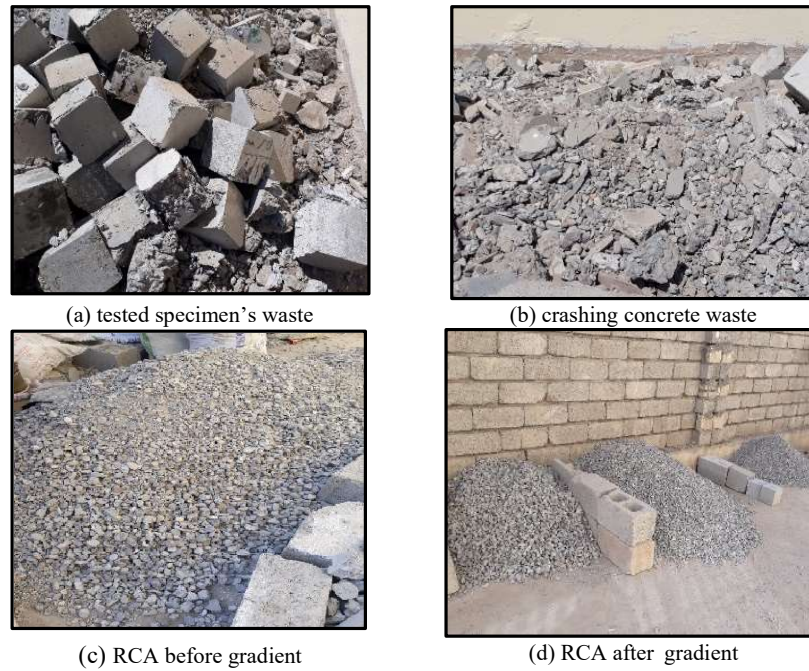 (a) tested specimen’s waste
(b) crashing concrete waste
(c) RCA before gradient
(d) RCA after gradient